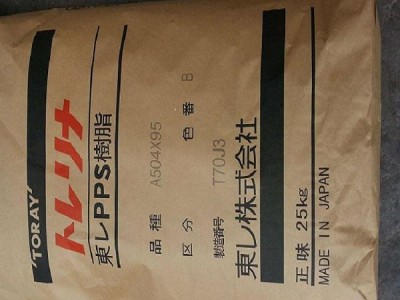 'TORAY'
トレリナ
東レPPS樹脂
品種 A504X95
区分 色番 B
製造番号 T70J3
東レ株式会社
正味 25kg
MADE IN JAPAN